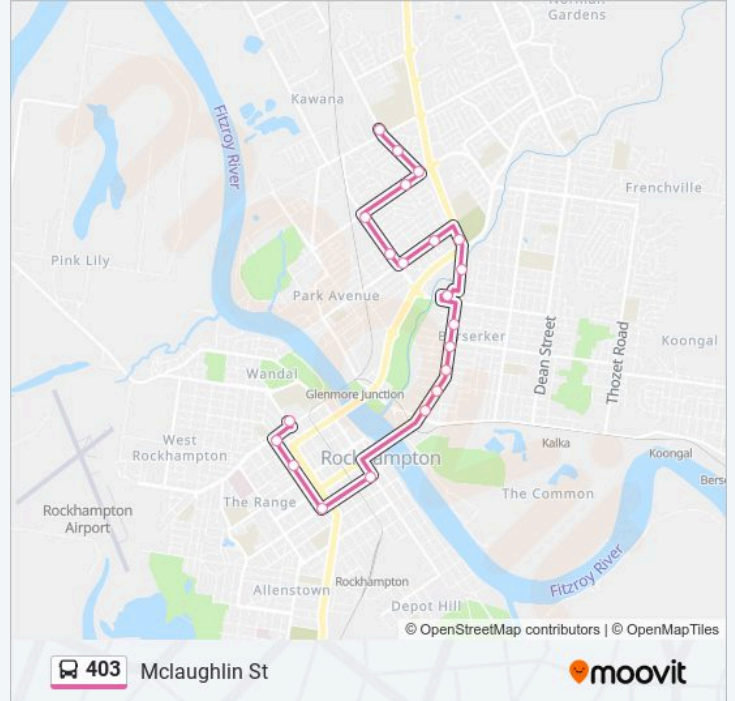 Norman
Gardens
Kawana
Fitzroy River
Frenchville
Pink Lily
Park Avenue
Berserker
Dean Street
Thozet Road
Koongal
Wandal
Glenmore Junction
West
Rockhampton
Rockhampton
Kalka
Koongal
The Range
The Common
Rockhampton
Airport
Fitzroy River
Allenstown
Rockhampton
Depot Hill
© OpenStreetMap contributors | © OpenMapTiles
403 Mclaughlin St
moovit